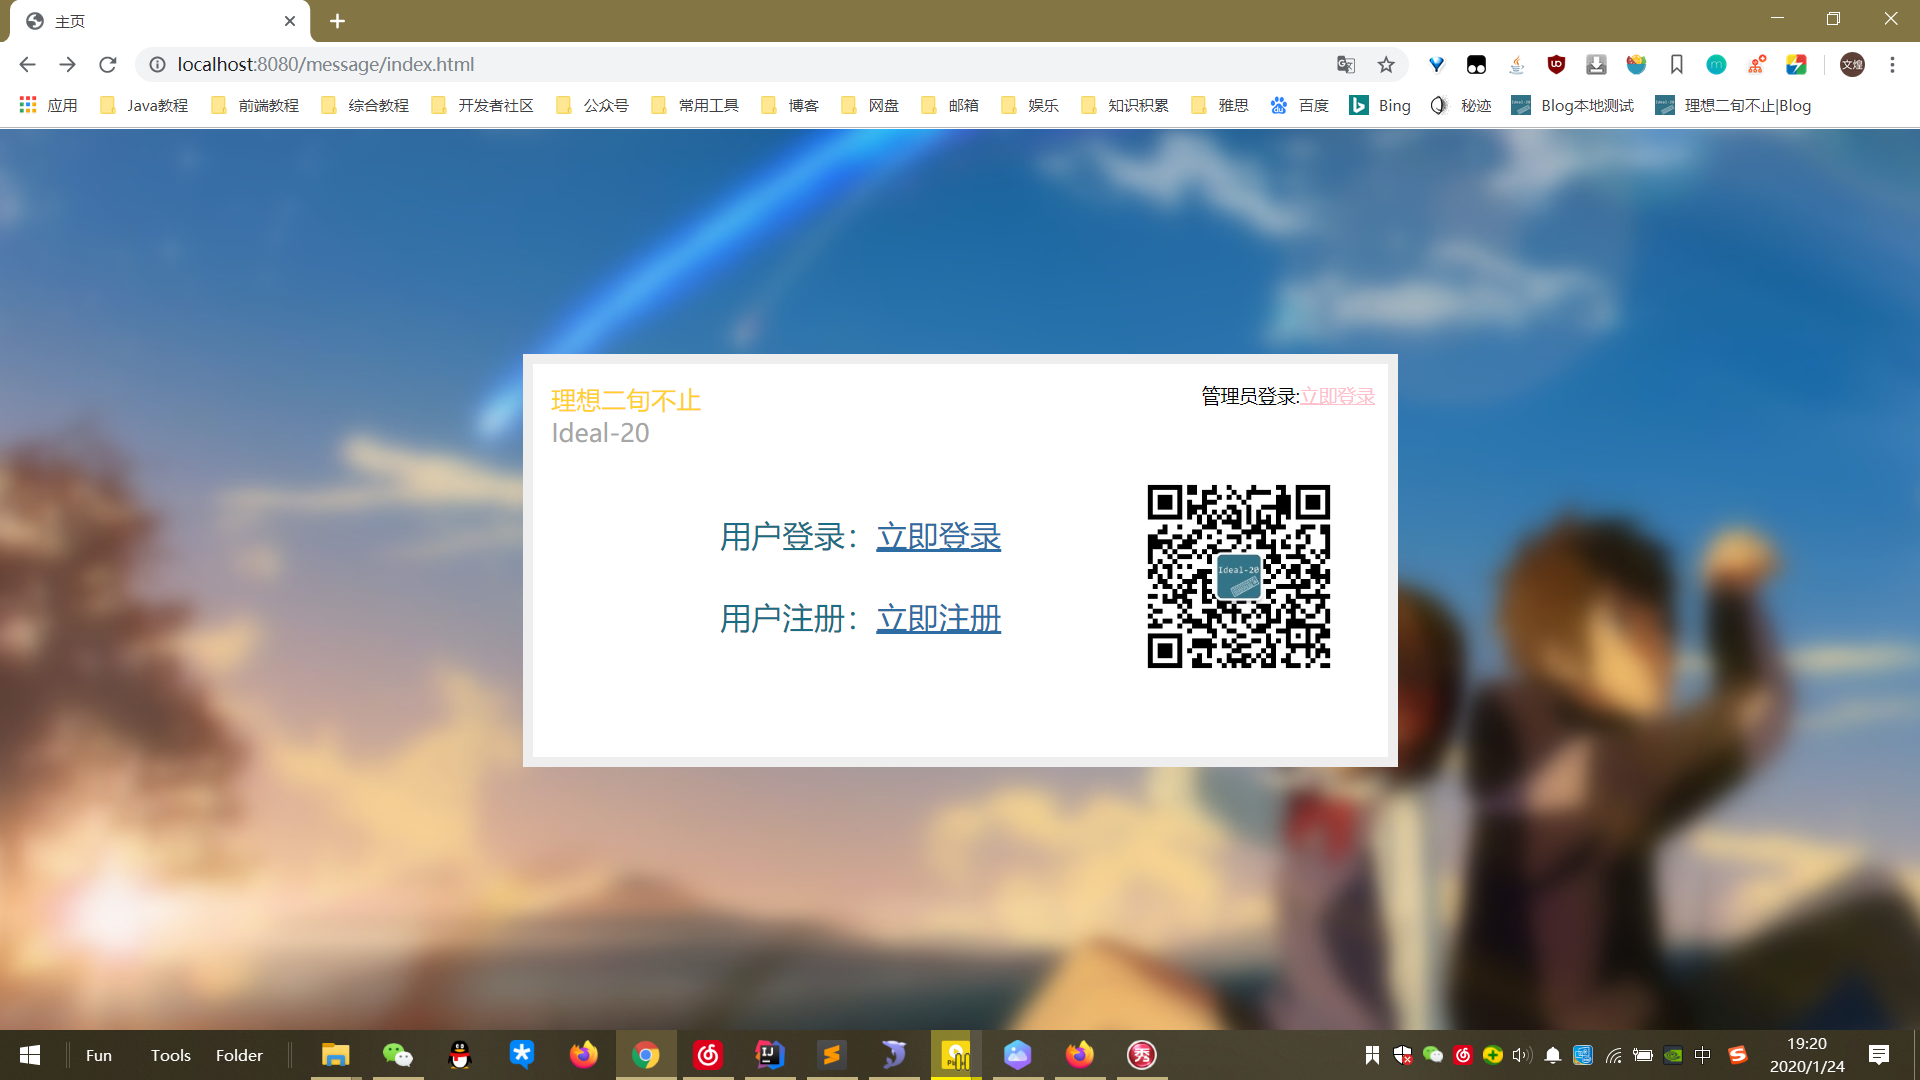 主页
localhost:8080/message/index.html
文煌
应用 Java教程 前端教程 综合教程 开发者社区 公众号 常用工具 博客 网盘 邮箱 娱乐 知识积累 雅思 百度 Bing 秘迹 Blog本地测试 理想二旬不止|Blog
理想二旬不止
Ideal-20
管理员登录:立即登录
用户登录：立即登录
用户注册：立即注册
Ideal-20
Fun Tools Folder
中
19:20
2020/1/24